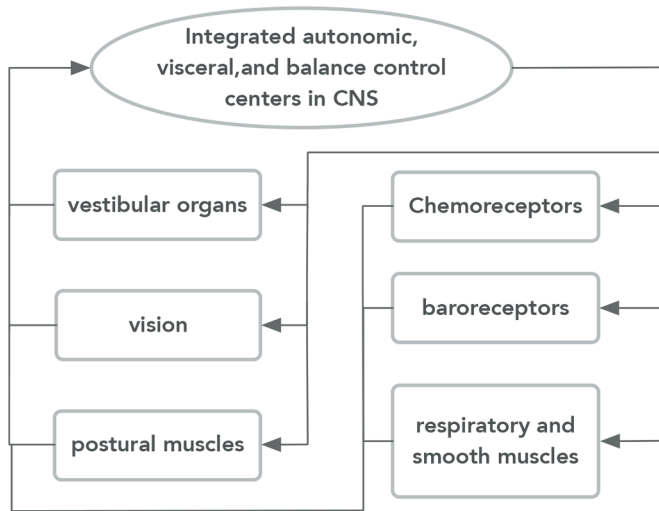 Integrated autonomic,
visceral,and balance control
centers in CNS
vestibular organs
Chemoreceptors
vision
baroreceptors
postural muscles
respiratory and
smooth muscles